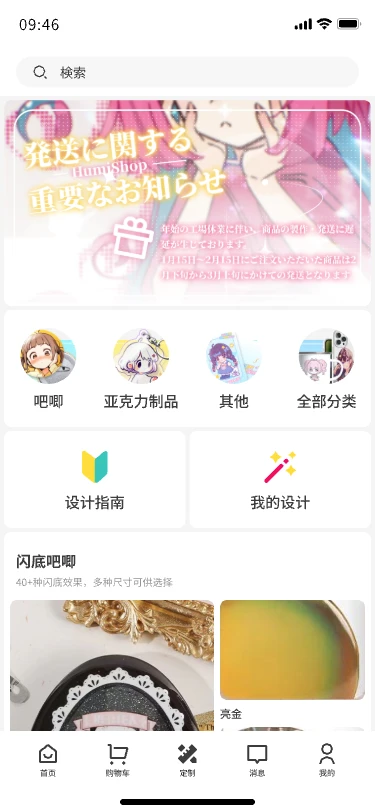 09:46
検索
発送に関する
HumiShop
重要なお知らせ
年始の工場休業に伴い、商品の製作・発送に遅
延が生じております
1月15日~2月15日にご注文いただいた商品は2
月下旬から3月上旬にかけての発送となります
吧唧
亚克力制品
其他
全部分类
设计指南
我的设计
闪底吧唧
40+种闪底效果，多种尺寸可供选择
亮金
首页
购物车
定制
消息
我的